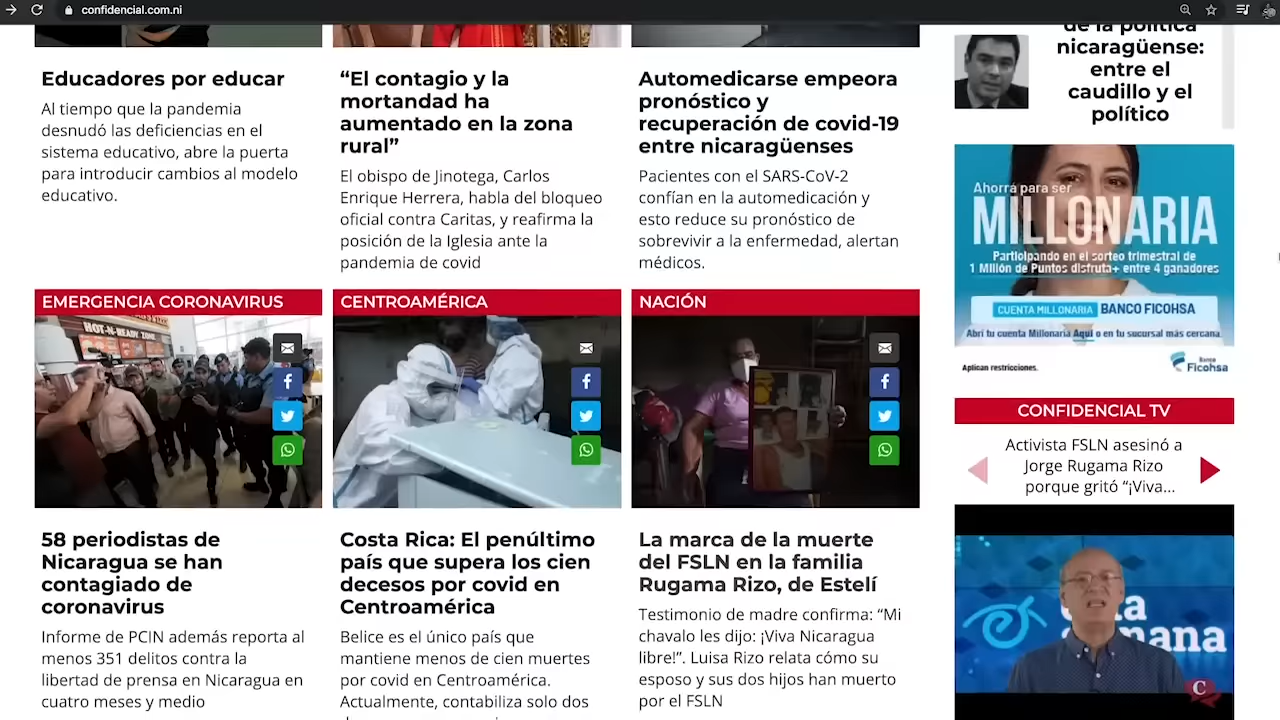 confidencial.com.ni
Educadores por educar
Al tiempo que la pandemia
desnudó las deficiencias en el
sistema educativo, abre la puerta
para introducir cambios al modelo
educativo.
“El contagio y la
mortandad ha
aumentado en la zona
rural”
El obispo de Jinotega, Carlos
Enrique Herrera, habla del bloqueo
oficial contra Caritas, y reafirma la
posición de la Iglesia ante la
pandemia de covid
Automedicarse empeora
pronóstico y
recuperación de covid-19
entre nicaragüenses
Pacientes con el SARS-CoV-2
confían en la automedicación y
esto reduce su pronóstico de
sobrevivir a la enfermedad, alertan
médicos.
de la política
nicaragüense:
entre el
caudillo y el
político
Ahorrá para ser
MILLONARIA
Participando en el sorteo trimestral de
1 Millón de Puntos disfruta+ entre 4 ganadores
CUENTA MILLONARIA BANCO FICOHSA
Abrí tu cuenta Millonaria Aquí o en tu sucursal más cercana.
Aplican restricciones.
Banco
Ficohsa
EMERGENCIA CORONAVIRUS
HOT-N-READY ZONE
58 periodistas de
Nicaragua se han
contagiado de
coronavirus
Informe de PCIN además reporta al
menos 351 delitos contra la
libertad de prensa en Nicaragua en
cuatro meses y medio
CENTROAMÉRICA
Costa Rica: El penúltimo
país que supera los cien
decesos por covid en
Centroamérica
Belice es el único país que
mantiene menos de cien muertes
por covid en Centroamérica.
Actualmente, contabiliza solo dos
NACIÓN
La marca de la muerte
del FSLN en la familia
Rugama Rizo, de Estelí
Testimonio de madre confirma: “Mi
chavalo les dijo: ¡Viva Nicaragua
libre!”. Luisa Rizo relata cómo su
esposo y sus dos hijos han muerto
por el FSLN
CONFIDENCIAL TV
Activista FSLN asesinó a
Jorge Rugama Rizo
porque gritó “¡Viva...
C